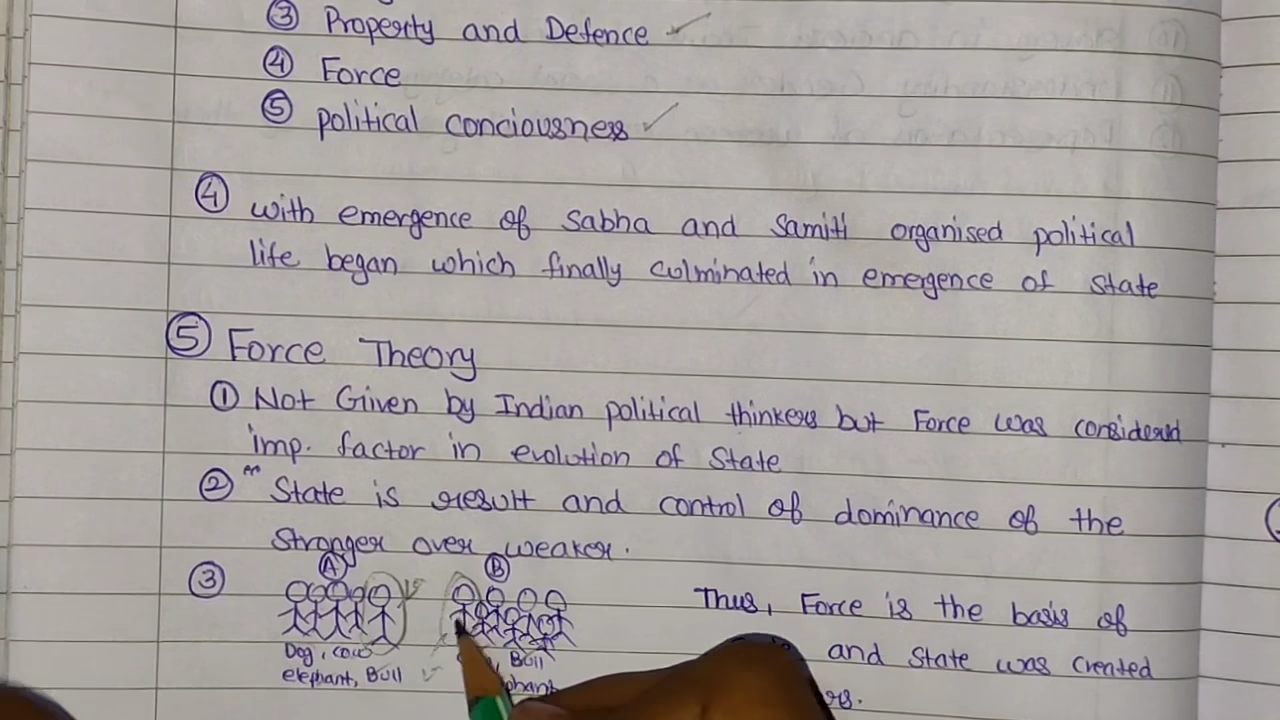 ③ Property and Defence ✓
④ Force
⑤ political conciousness ✓
④ with emergence of Sabha and Samiti organised political
life began which finally culminated in emergence of State
⑤ Force Theory
① Not Given by Indian political thinkers but Force was considered
imp. factor in evolution of State
② "State is result and control of dominance of the
Stronger over weaker.
③ Ⓐ Ⓑ
Dog, cow
elephant, Bull
Bull
Thus, Force is the basis of
and State was created